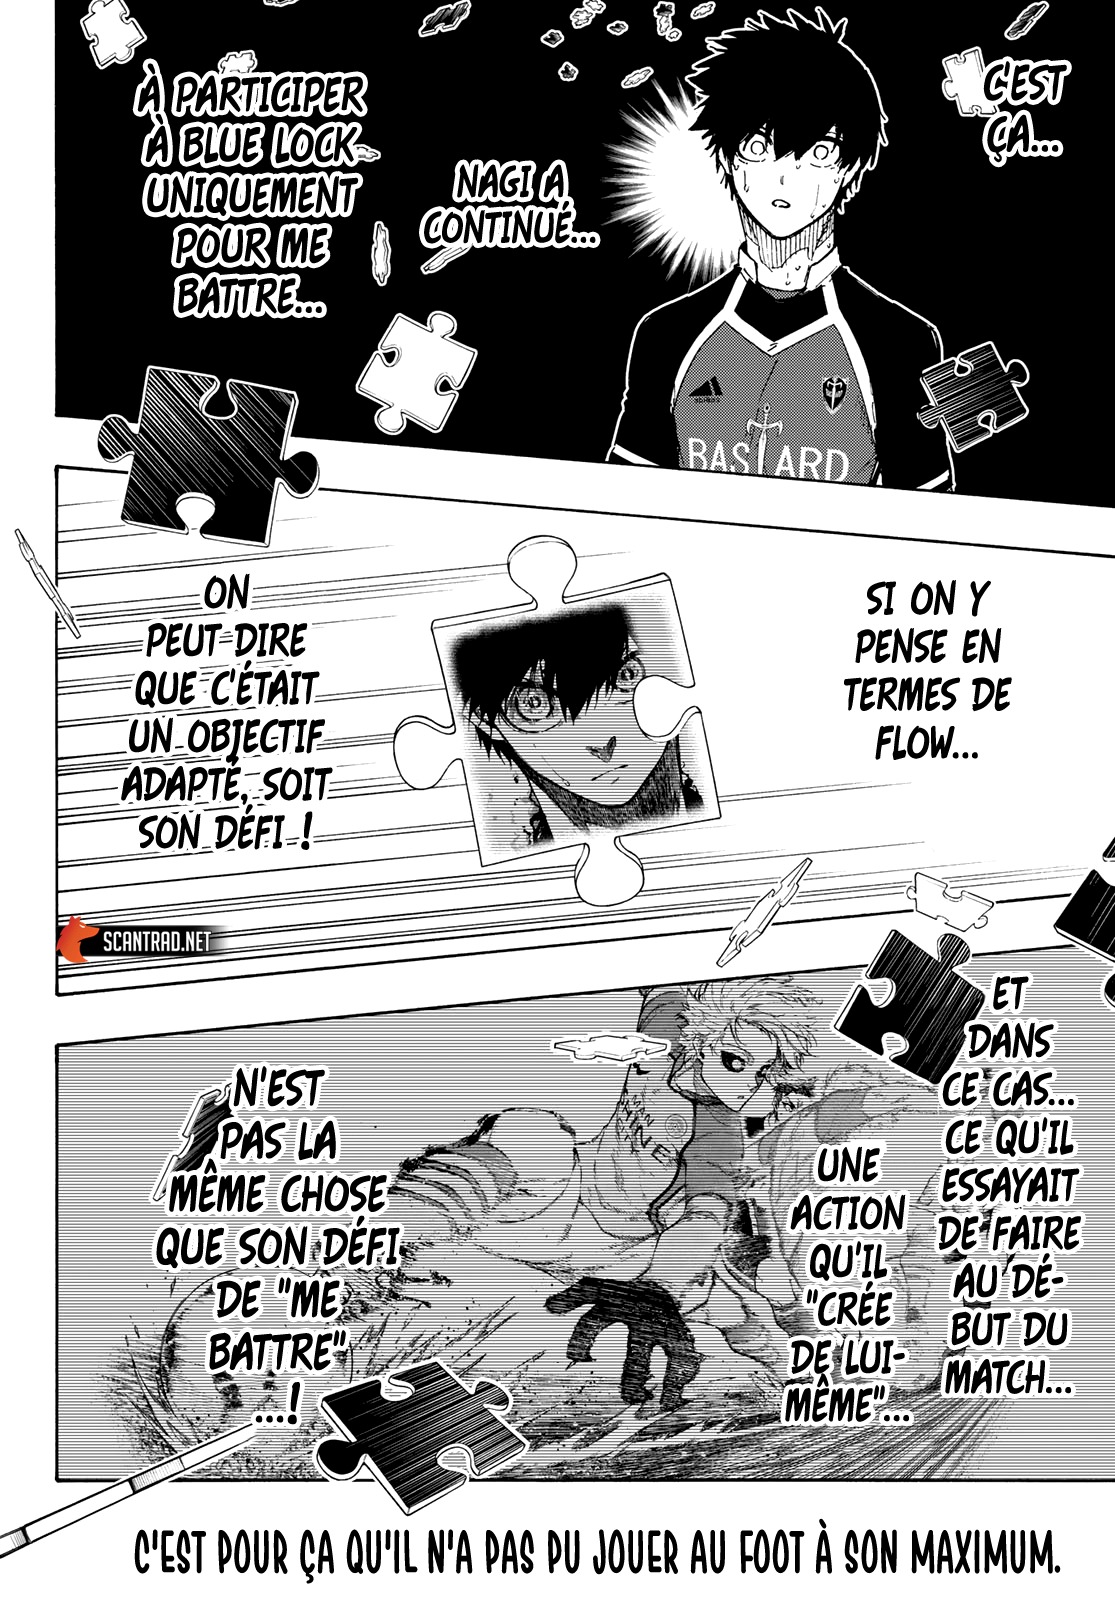 C'EST
ÇA...
NAGI A
CONTINUÉ...
À PARTICIPER
À BLUE LOCK
UNIQUEMENT
POUR ME
BATTRE...
adidas
BASTARD
SI ON Y
PENSE EN
TERMES DE
FLOW...
ON
PEUT DIRE
QUE C'ÉTAIT
UN OBJECTIF
ADAPTÉ, SOIT
SON DÉFI !
SCANTRAD.NET
ET
DANS
CE CAS...
CE QU'IL
ESSAYAIT
DE FAIRE
AU DÉ-
BUT DU
MATCH...
UNE
ACTION
QU'IL
"CRÉE
DE LUI-
MÊME"...
MAN
SHINE
CITY
N'EST
PAS LA
MÊME CHOSE
QUE SON DÉFI
DE "ME
BATTRE"
...!
C'EST POUR ÇA QU'IL N'A PAS PU JOUER AU FOOT À SON MAXIMUM.